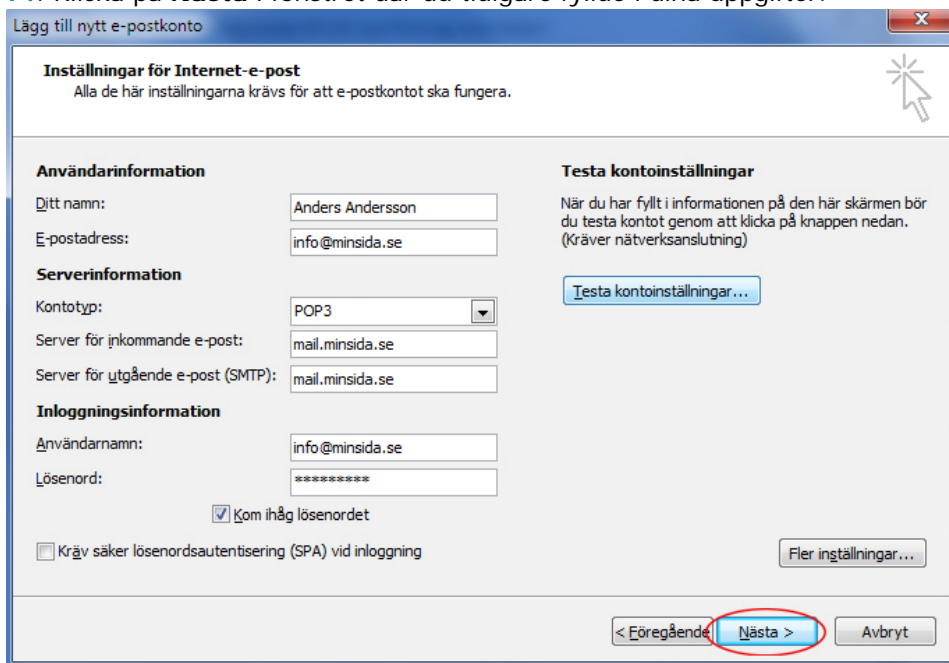 Lägg till nytt e-postkonto
Inställningar för Internet-e-post
Alla de här inställningarna krävs för att e-postkontot ska fungera.
Användarinformation
Ditt namn: Anders Andersson
E-postadress: info@minsida.se
Serverinformation
Kontotyp: POP3
Server för inkommande e-post: mail.minsida.se
Server för utgående e-post (SMTP): mail.minsida.se
Inloggningsinformation
Användarnamn: info@minsida.se
Lösenord: *********
Kom ihåg lösenordet
Kräv säker lösenordsautentisering (SPA) vid inloggning
Testa kontoinställningar
När du har fyllt i informationen på den här skärmen bör
du testa kontot genom att klicka på knappen nedan.
(Kräver nätverksanslutning)
Testa kontoinställningar...
Fler inställningar...
< Föregående Nästa > Avbryt